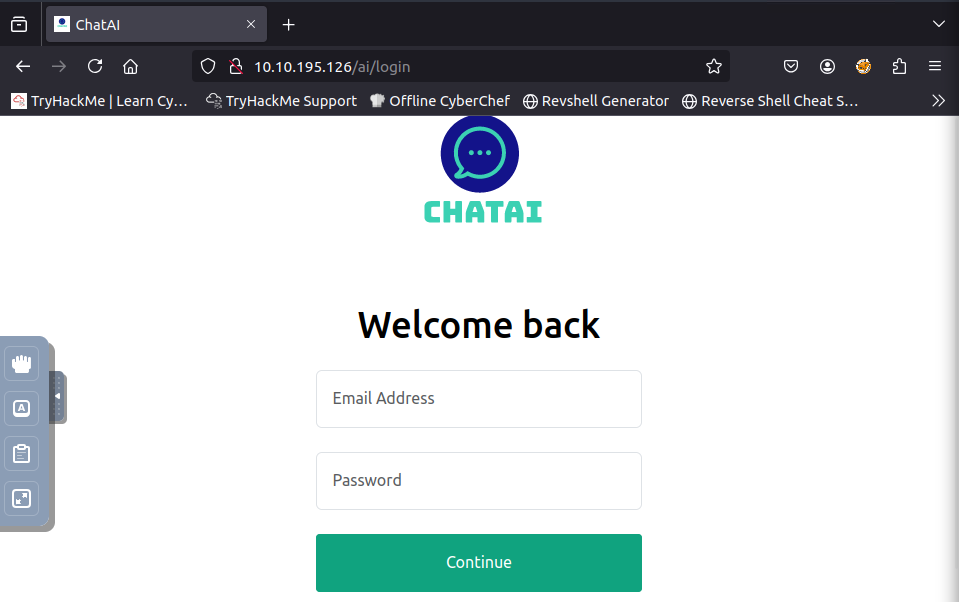 ChatAI
10.10.195.126/ai/login
TryHackMe | Learn Cy... TryHackMe Support Offline CyberChef Revshell Generator Reverse Shell Cheat S...
CHATAI
Welcome back
Email Address
Password
A
Continue